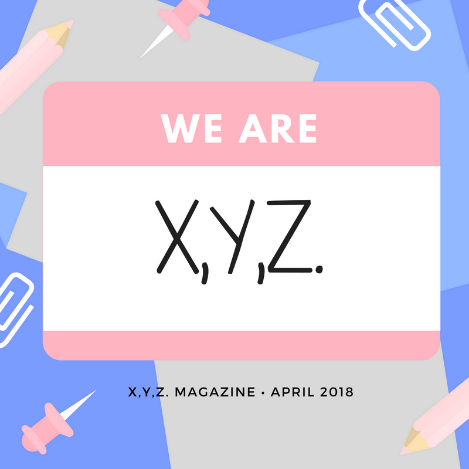 WE ARE
X,Y,Z.
X,Y,Z. MAGAZINE • APRIL 2018